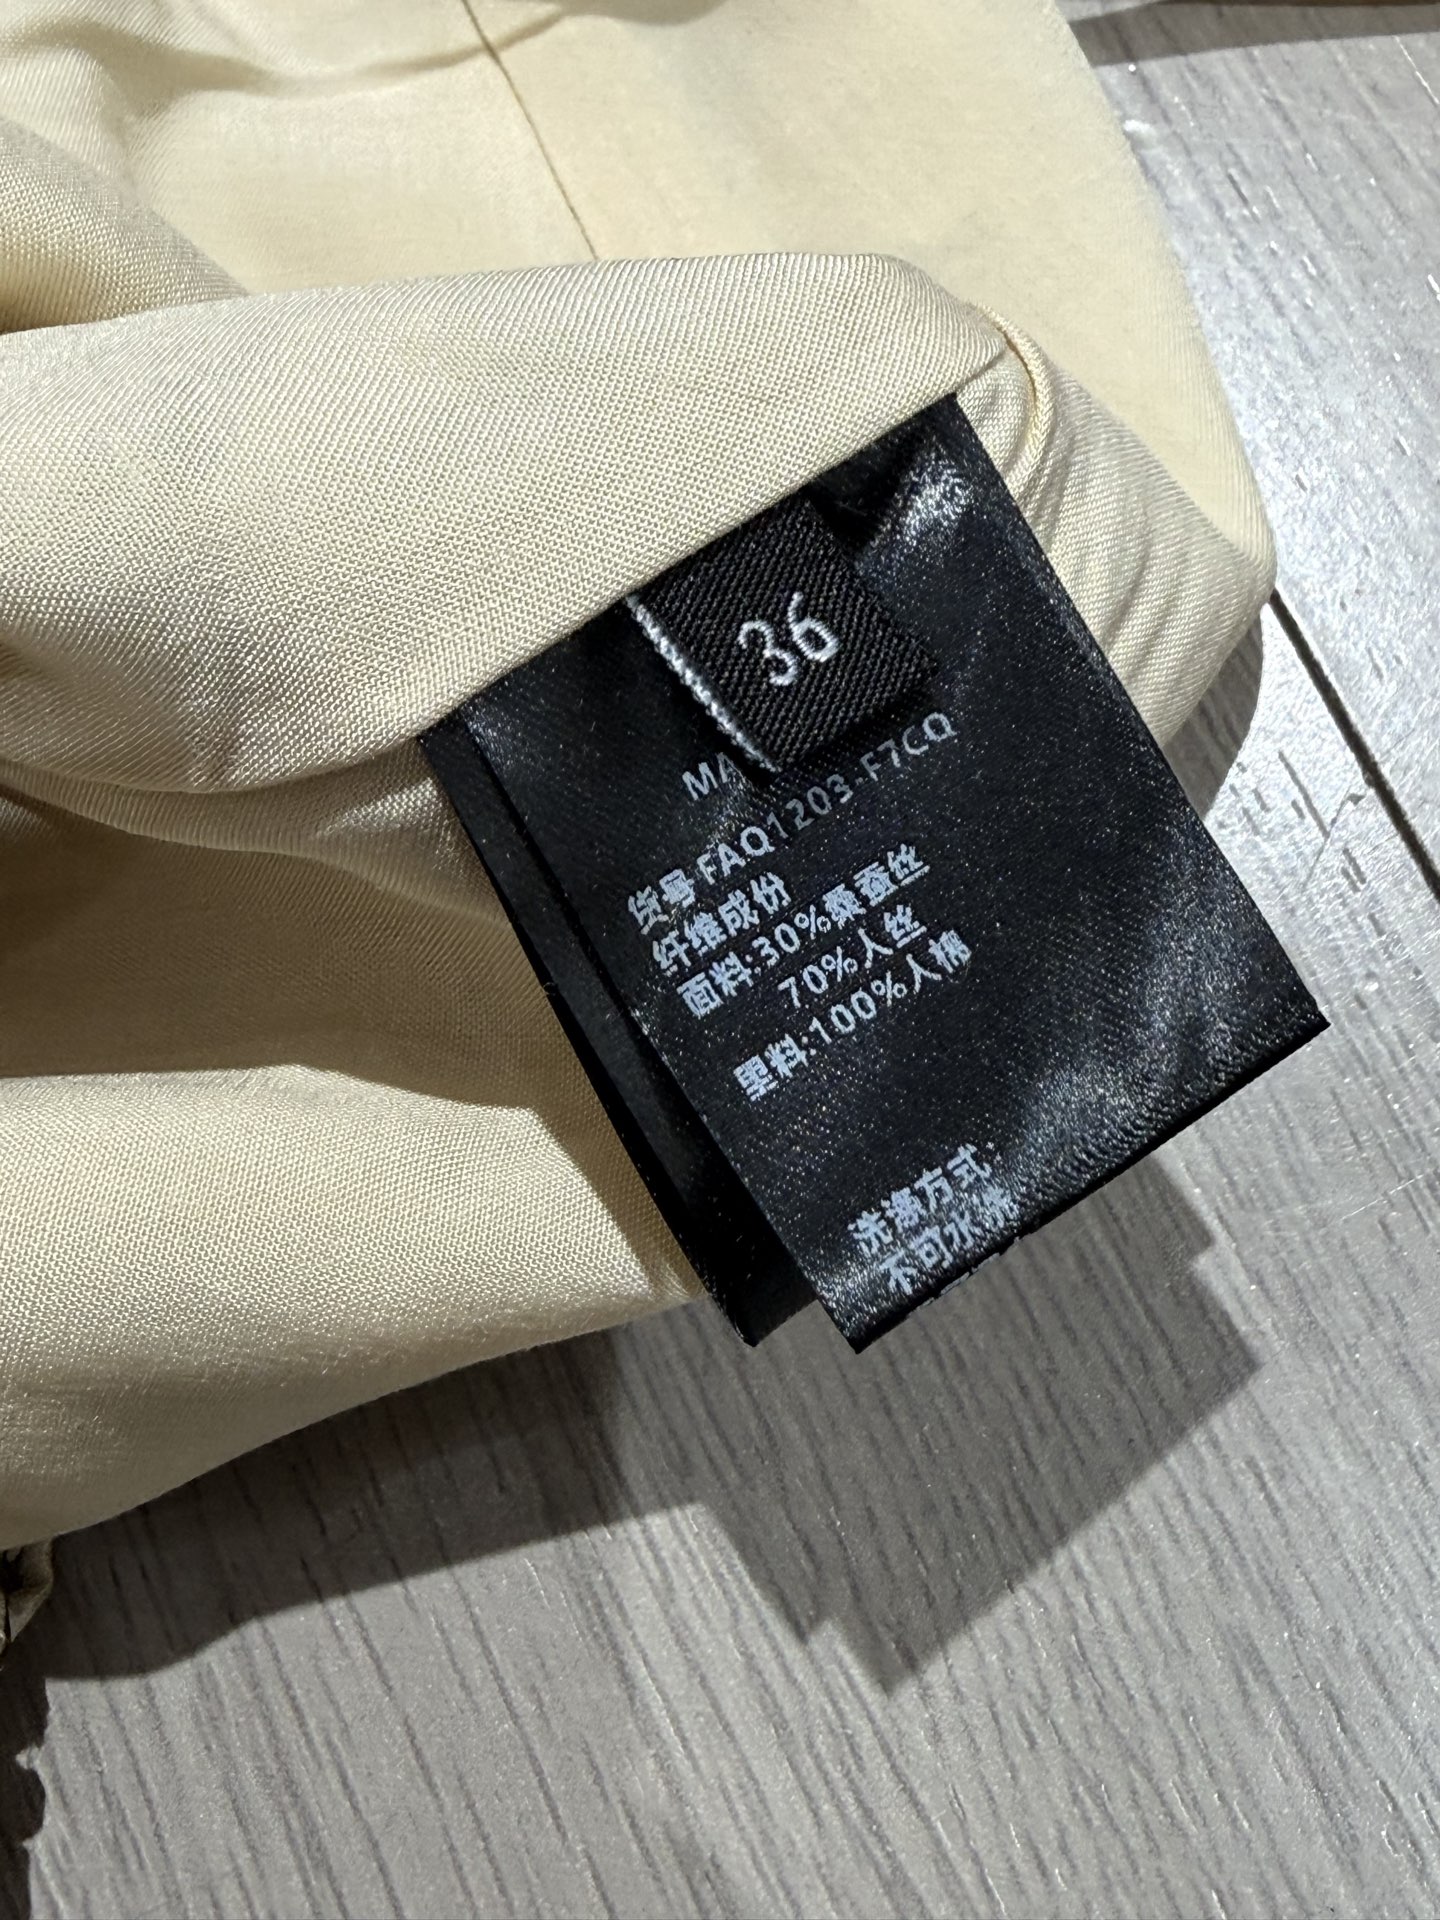 36
货号:FAQ1203-F7CQ
纤维成份
面料:30%桑蚕丝
70%人丝
里料:100%人棉
洗涤方式:
不可水洗